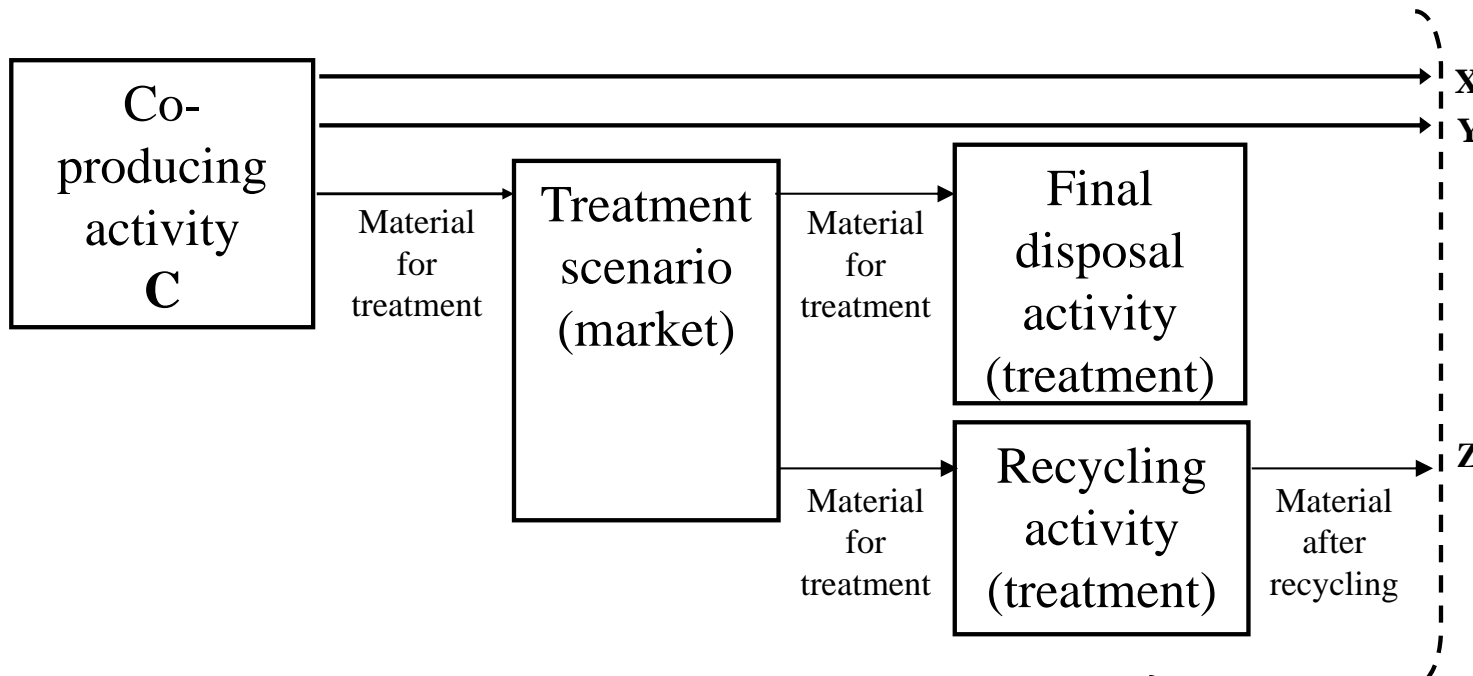 Co-
producing
activity
C
X
Y
Material
for
treatment
Treatment
scenario
(market)
Material
for
treatment
Final
disposal
activity
(treatment)
Material
for
treatment
Recycling
activity
(treatment)
Z
Material
after
recycling